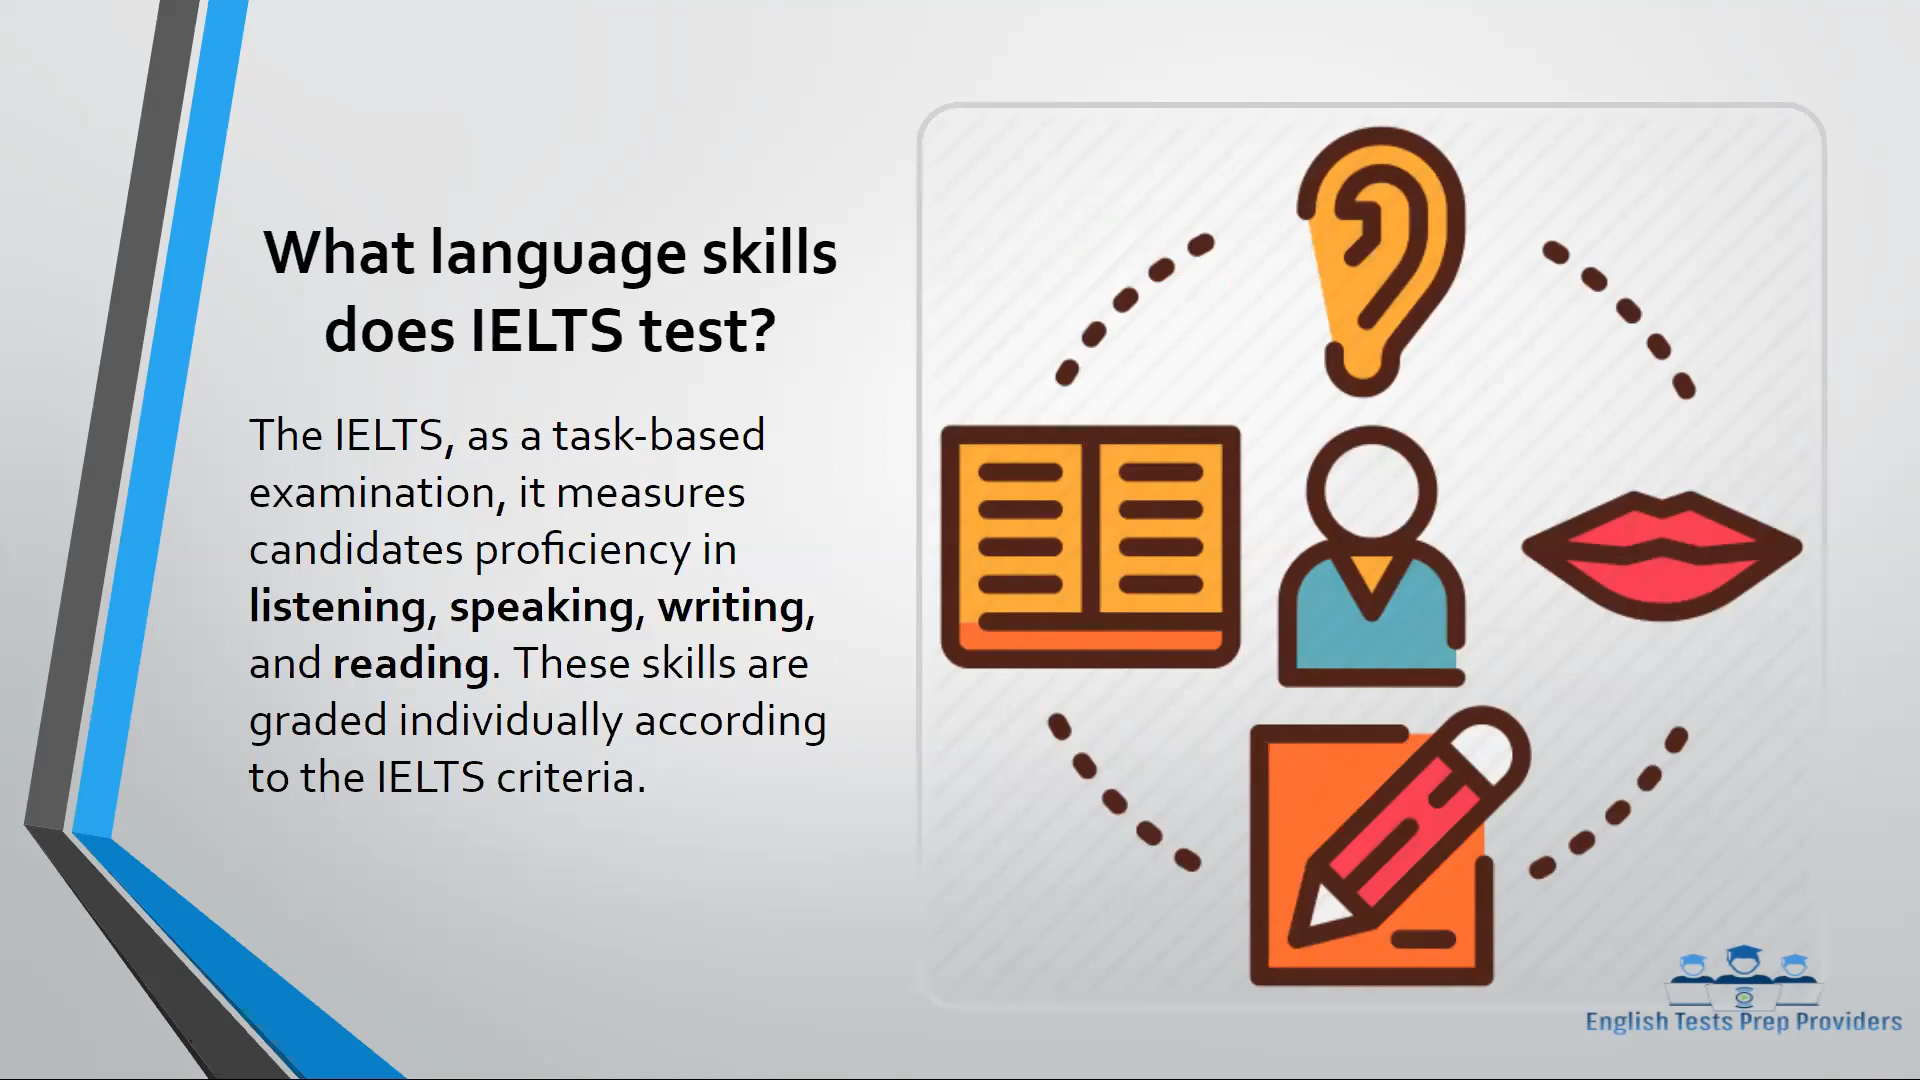 What language skills
does IELTS test?
The IELTS, as a task-based
examination, it measures
candidates proficiency in
listening, speaking, writing,
and reading. These skills are
graded individually according
to the IELTS criteria.
English Tests Prep Providers